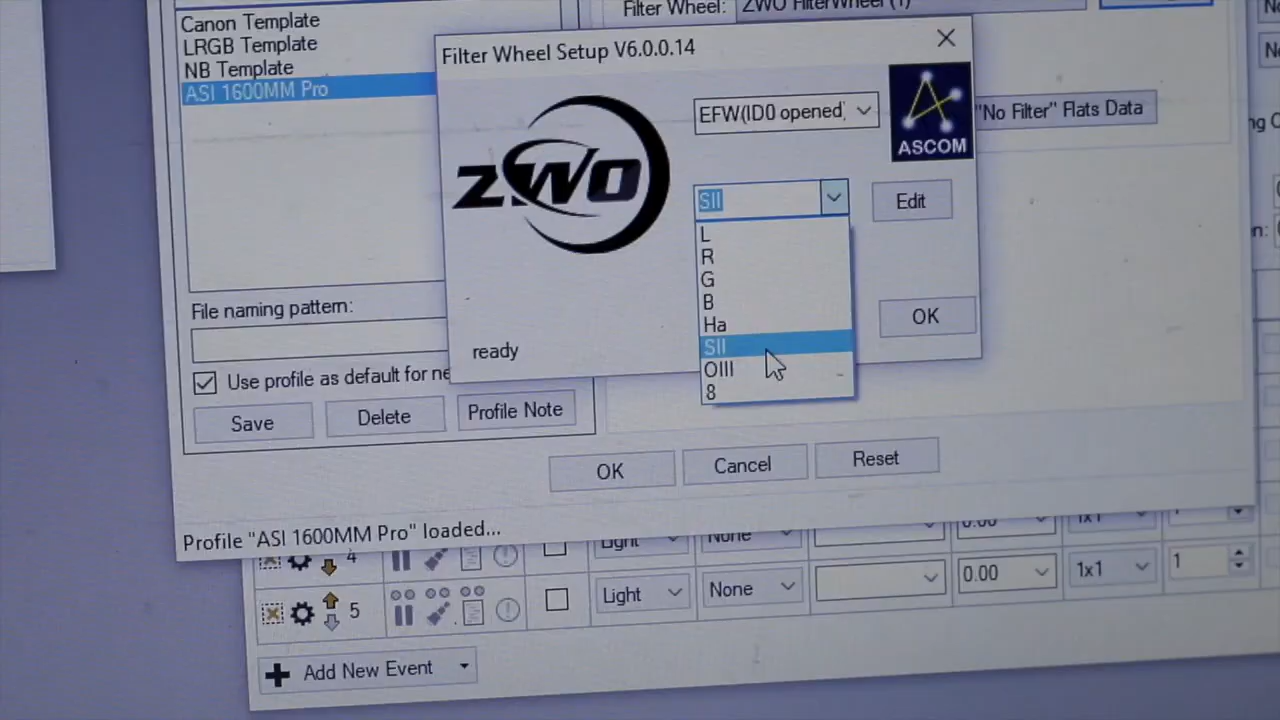 Canon Template
LRGB Template
NB Template
ASI 1600MM Pro
Filter Wheel: ZWO FilterWheel (1)
Filter Wheel Setup V6.0.0.14
EFW(ID0 opened)
ASCOM
"No Filter" Flats Data
ZWO
SII
Edit
L
R
G
B
Ha
SII
OIII
8
OK
ready
File naming pattern:
Use profile as default for ne
Save
Delete
Profile Note
OK
Cancel
Reset
Profile "ASI 1600MM Pro" loaded...
4
Light
None
0.00
1x1
5
Light
None
0.00
1x1
1
Add New Event